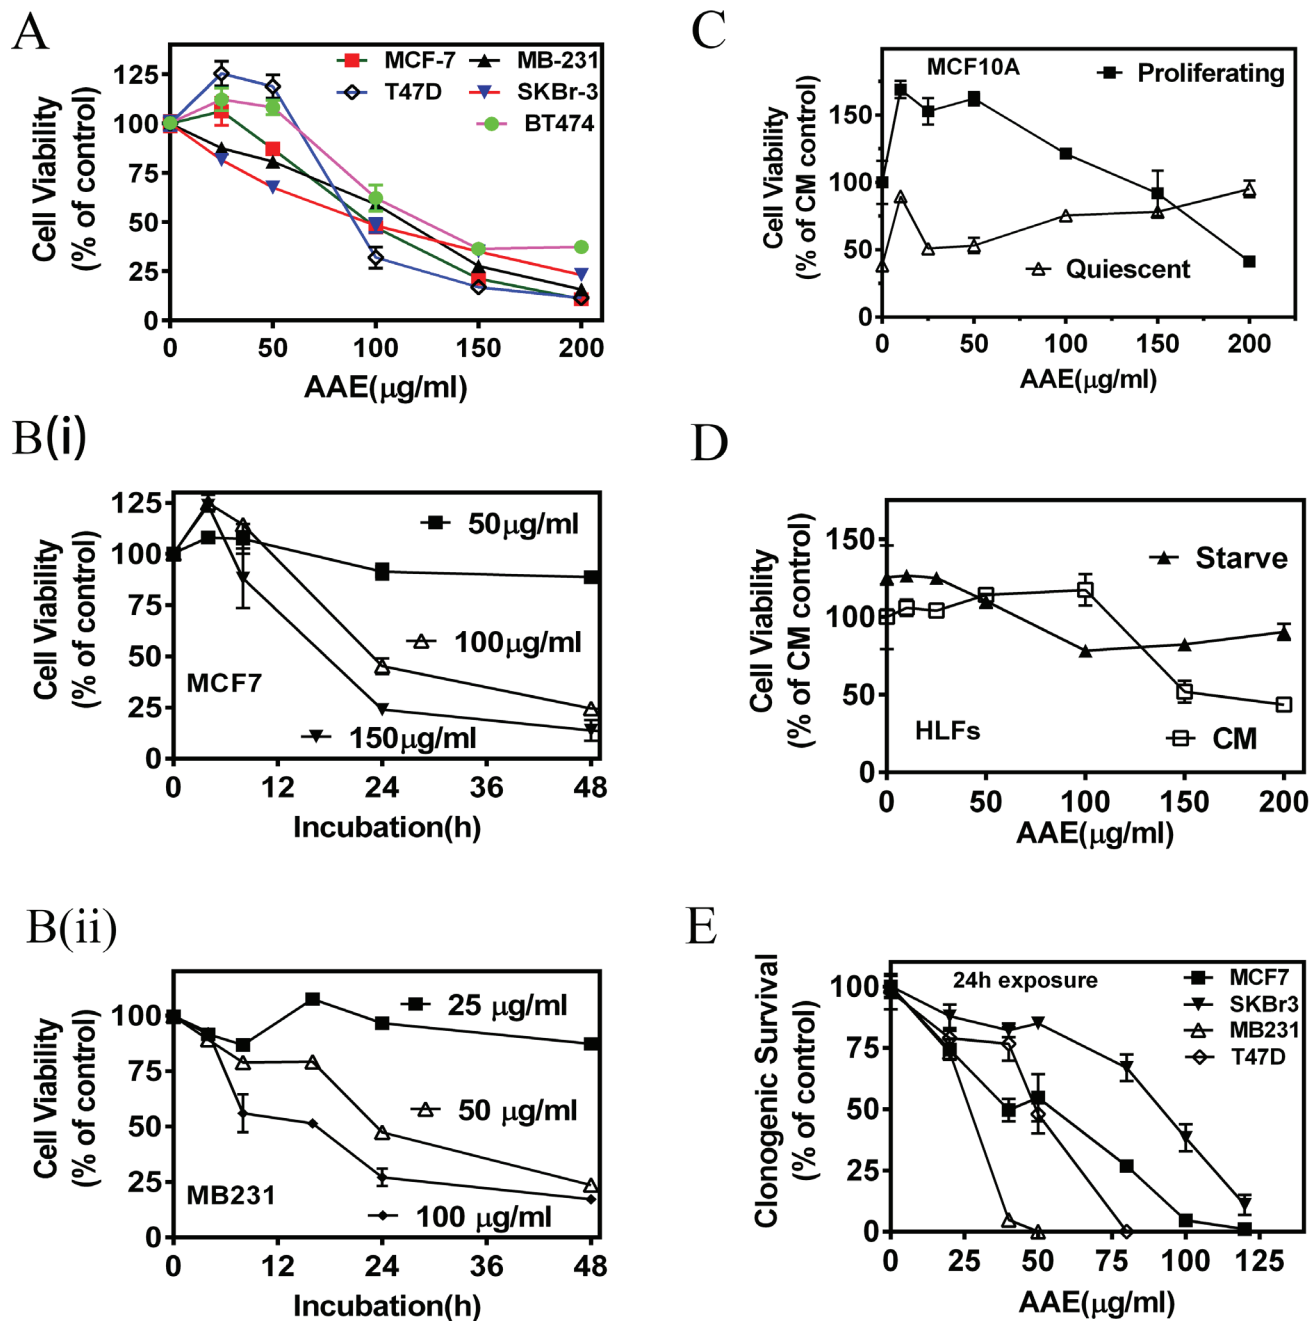 A
Cell Viability
(% of control)
125
100
75
50
25
0
MCF-7
MB-231
T47D
SKBr-3
BT474
0 50 100 150 200
AAE(μg/ml)
C
Cell Viability
(% of CM control)
150
100
50
0
MCF10A
Proliferating
Quiescent
0 50 100 150 200
AAE(μg/ml)
B(i)
Cell Viability
(% of control)
125
100
75
50
25
0
50μg/ml
100μg/ml
MCF7
150μg/ml
0 12 24 36 48
Incubation(h)
D
Cell Viability
(% of CM control)
150
100
50
0
Starve
HLFs
CM
0 50 100 150 200
AAE(μg/ml)
B(ii)
Cell Viability
(% of control)
100
75
50
25
0
25 μg/ml
50 μg/ml
MB231
100 μg/ml
0 12 24 36 48
Incubation(h)
E
Clonogenic Survival
(% of control)
100
75
50
25
0
24h exposure
MCF7
SKBr3
MB231
T47D
0 25 50 75 100 125
AAE(μg/ml)